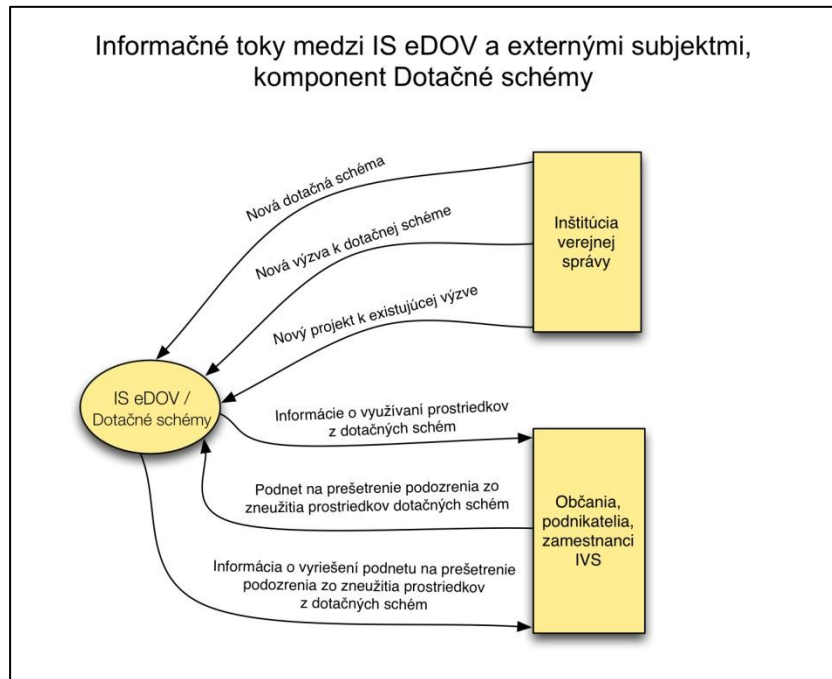 Informačné toky medzi IS eDOV a externými subjektmi,
komponent Dotačné schémy
Nová dotačná schéma
Nová výzva k dotačnej schéme
Nový projekt k existujúcej výzve
Inštitúcia
verejnej
správy
IS eDOV /
Dotačné schémy
Informácie o využívaní prostriedkov
z dotačných schém
Podnet na prešetrenie podozrenia zo
zneužitia prostriedkov dotačných schém
Informácia o vyriešení podnetu na prešetrenie
podozrenia zo zneužitia prostriedkov
z dotačných schém
Občania,
podnikatelia,
zamestnanci
IVS